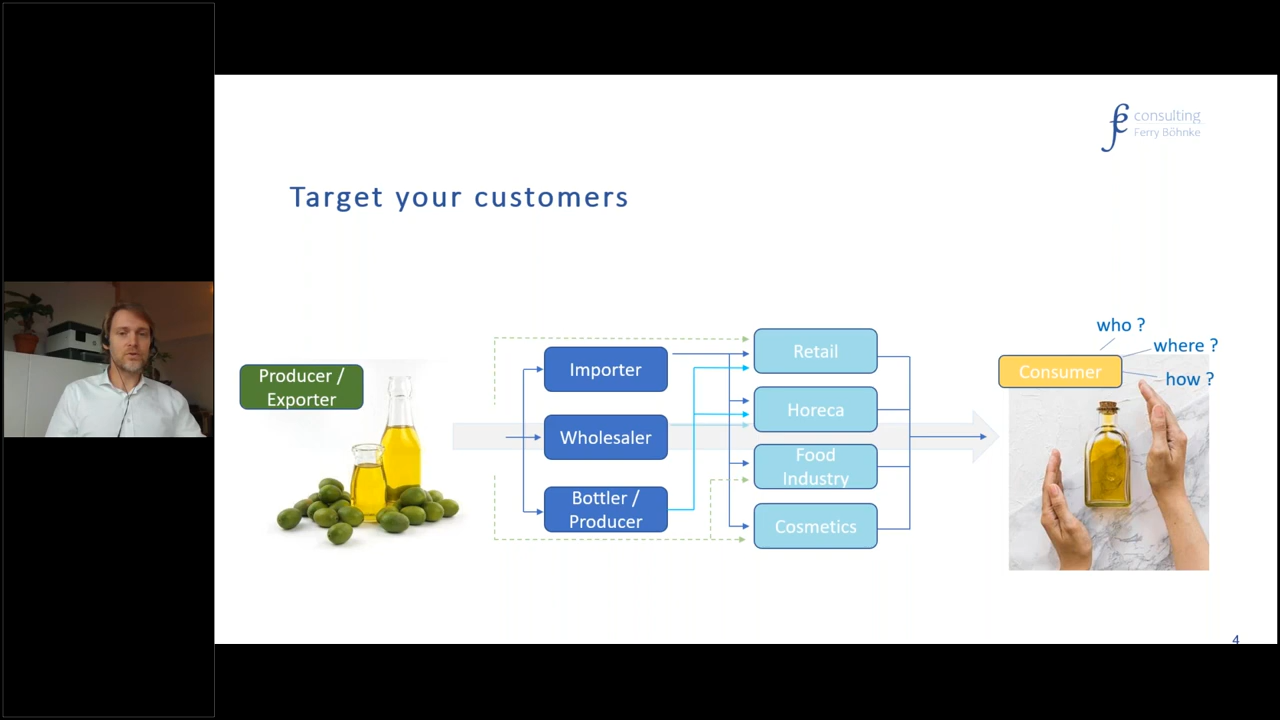 consulting
Ferry Böhnke
Target your customers
Producer /
Exporter
Importer
Wholesaler
Bottler /
Producer
Retail
Horeca
Food
Industry
Cosmetics
who ?
where ?
how ?
Consumer
4